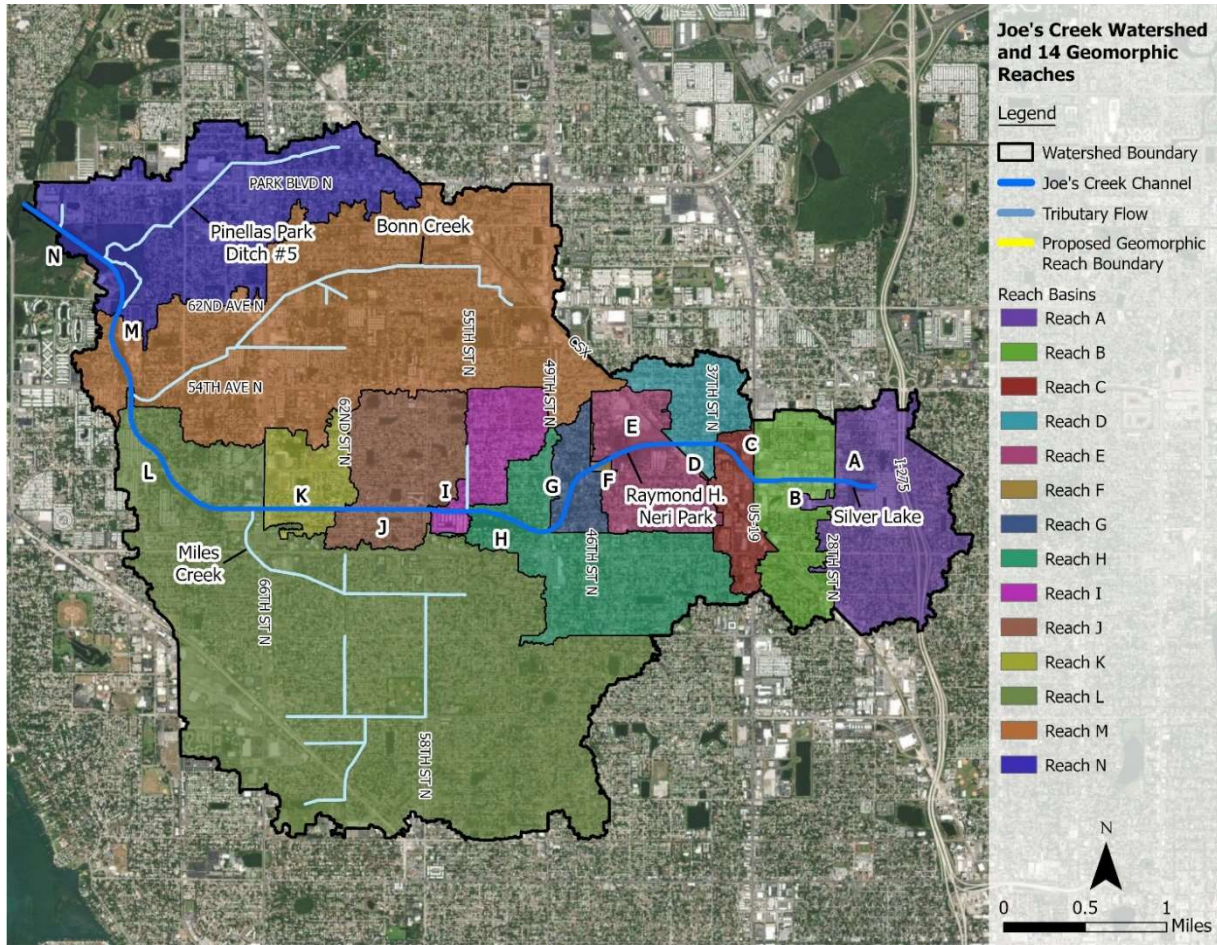 Joe's Creek Watershed
and 14 Geomorphic
Reaches
Legend
Watershed Boundary
Joe's Creek Channel
Tributary Flow
Proposed Geomorphic
Reach Boundary
Reach Basins
Reach A
Reach B
Reach C
Reach D
Reach E
Reach F
Reach G
Reach H
Reach I
Reach J
Reach K
Reach L
Reach M
Reach N
N
0 0.5 1
Miles
PARK BLVD N
Pinellas Park
Ditch #5
Bonn Creek
N
62ND AVE N
M
55TH ST N
CSX
54TH AVE N
49TH ST N
37TH ST N
62ND ST N
E
C
L
D
A
I-275
K
I
G
F
B
Raymond H.
Neri Park
US-19
Silver Lake
J
H
28TH ST N
46TH ST N
Miles
Creek
66TH ST N
58TH ST N